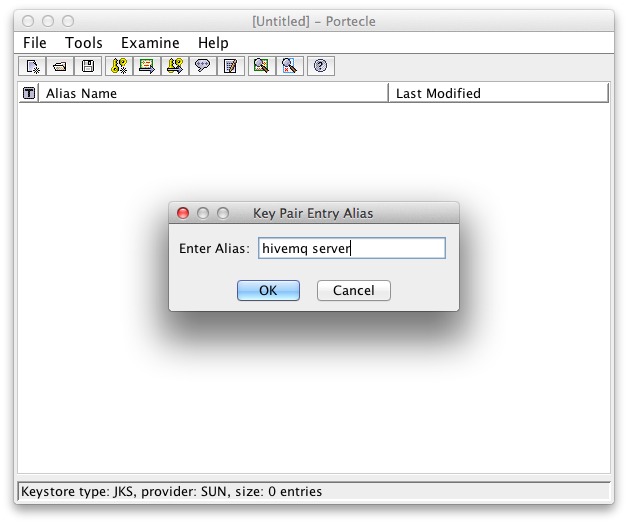 [Untitled] – Portecle
File Tools Examine Help
T Alias Name Last Modified
Key Pair Entry Alias
Enter Alias: hivemq server
OK Cancel
Keystore type: JKS, provider: SUN, size: 0 entries